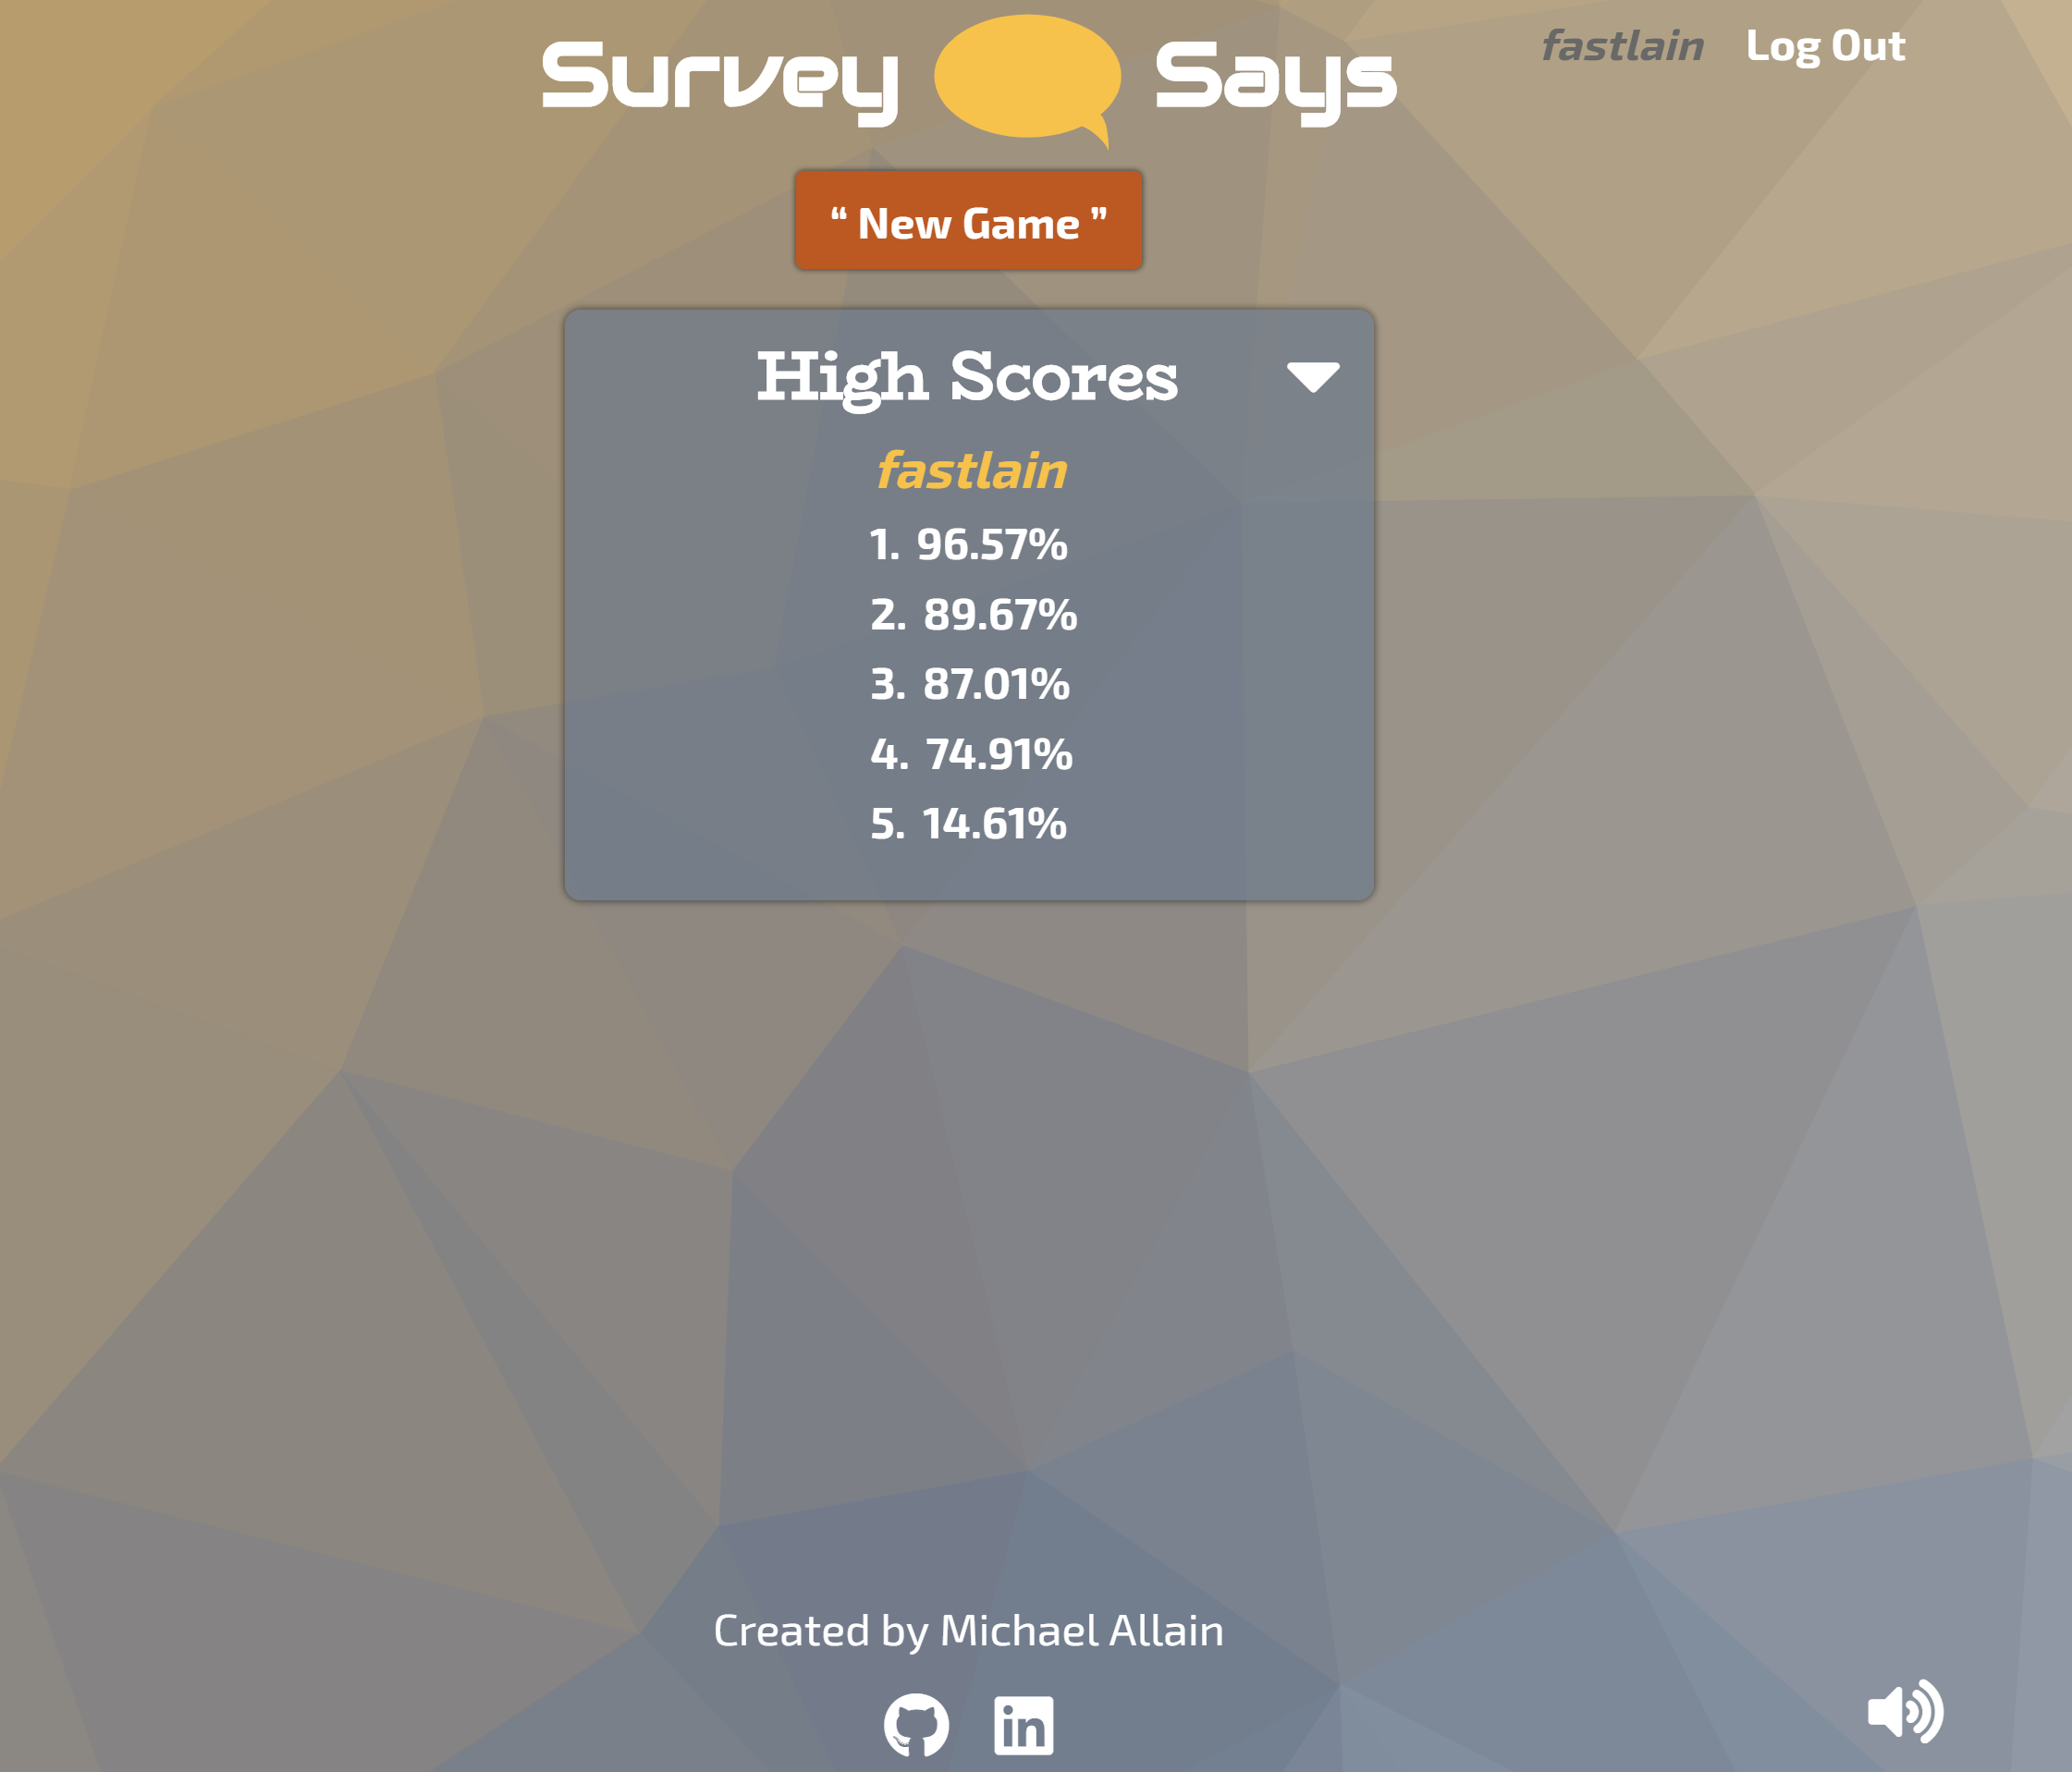 Survey Says
fastlain Log Out
“ New Game ”
High Scores
fastlain
1. 96.57%
2. 89.67%
3. 87.01%
4. 74.91%
5. 14.61%
Created by Michael Allain
in